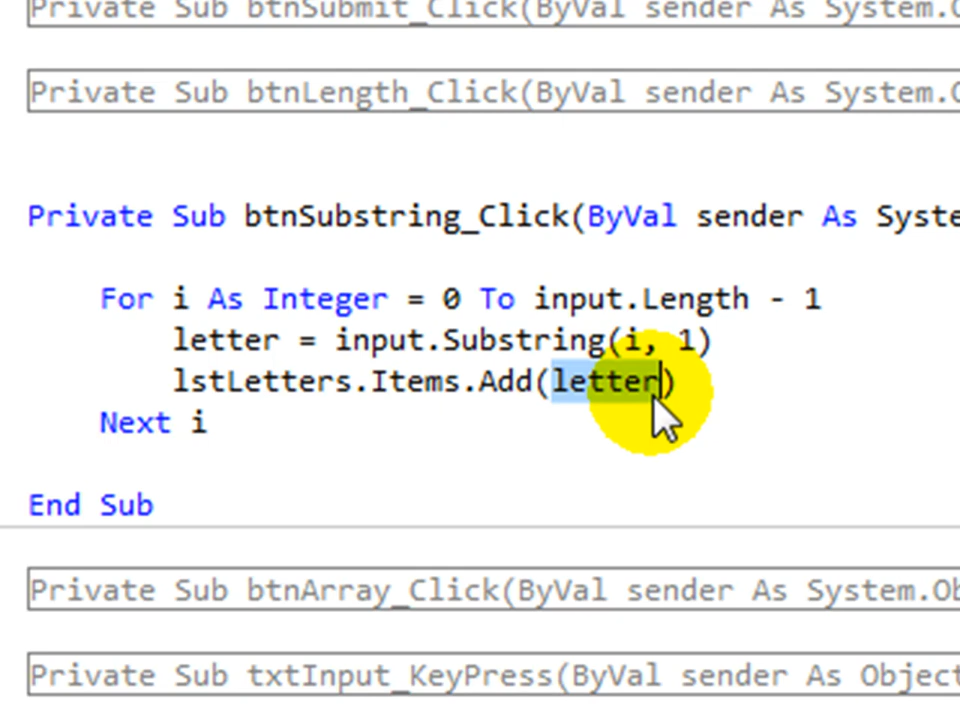 Private Sub btnSubmit_Click(ByVal sender As System.
Private Sub btnLength_Click(ByVal sender As System.
Private Sub btnSubstring_Click(ByVal sender As Syste
For i As Integer = 0 To input.Length - 1
letter = input.Substring(i, 1)
lstLetters.Items.Add(letter)
Next i
End Sub
Private Sub btnArray_Click(ByVal sender As System.Ob
Private Sub txtInput_KeyPress(ByVal sender As Object